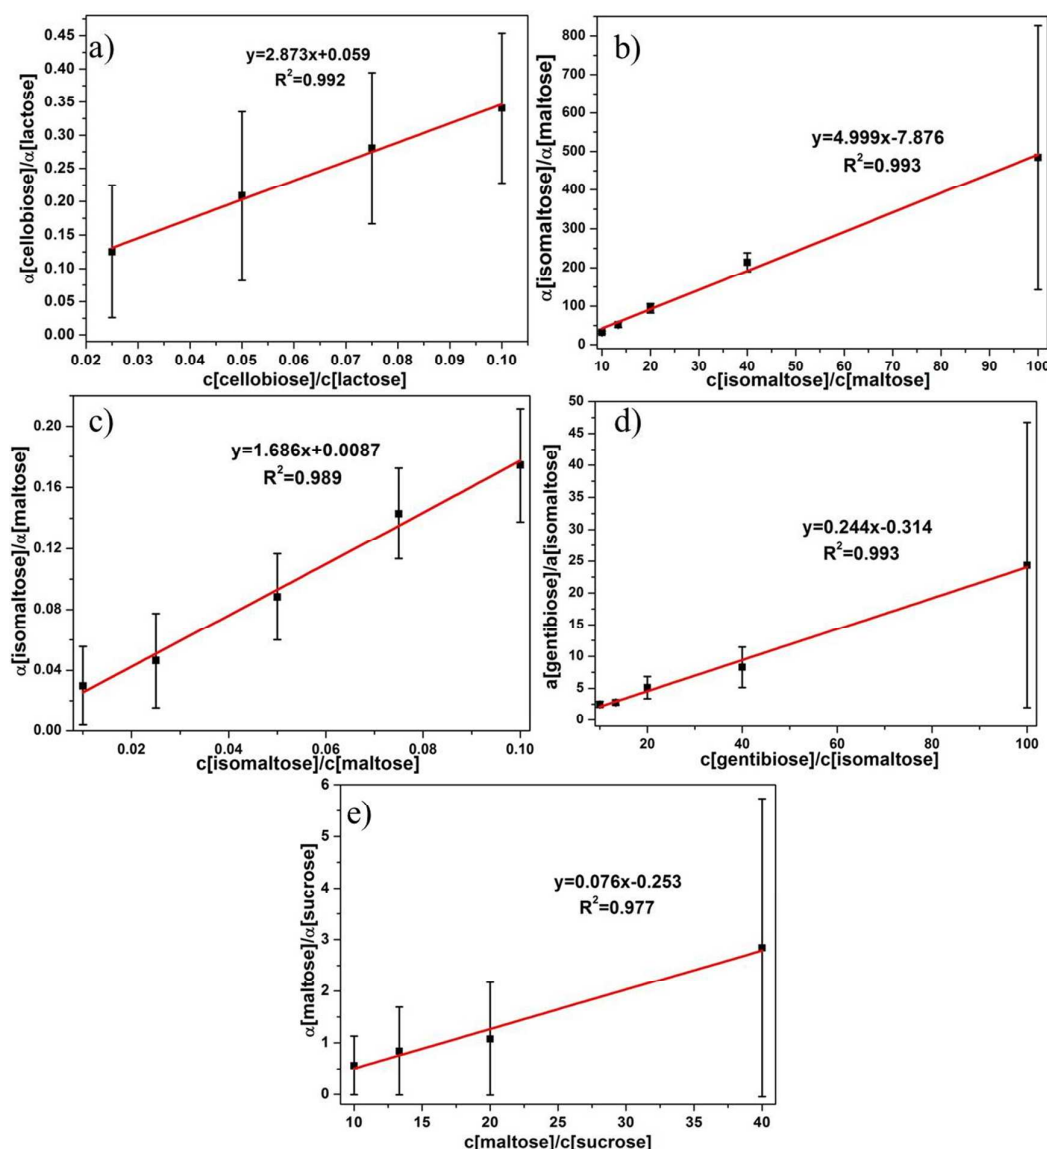 a)
y=2.873x+0.059
R²=0.992
α[cellobiose]/α[lactose]
0.45
0.40
0.35
0.30
0.25
0.20
0.15
0.10
0.05
0.00
0.02 0.03 0.04 0.05 0.06 0.07 0.08 0.09 0.10
c[cellobiose]/c[lactose]
b)
y=4.999x-7.876
R²=0.993
α[isomaltose]/α[maltose]
800
700
600
500
400
300
200
100
0
10 20 30 40 50 60 70 80 90 100
c[isomaltose]/c[maltose]
c)
y=1.686x+0.0087
R²=0.989
α[isomaltose]/α[maltose]
0.20
0.16
0.12
0.08
0.04
0.00
0.02 0.04 0.06 0.08 0.10
c[isomaltose]/c[maltose]
d)
y=0.244x-0.314
R²=0.993
a[gentibiose]/a[isomaltose]
50
45
40
35
30
25
20
15
10
5
0
20 40 60 80 100
c[gentibiose]/c[isomaltose]
e)
y=0.076x-0.253
R²=0.977
α[maltose]/α[sucrose]
6
5
4
3
2
1
0
10 15 20 25 30 35 40
c[maltose]/c[sucrose]